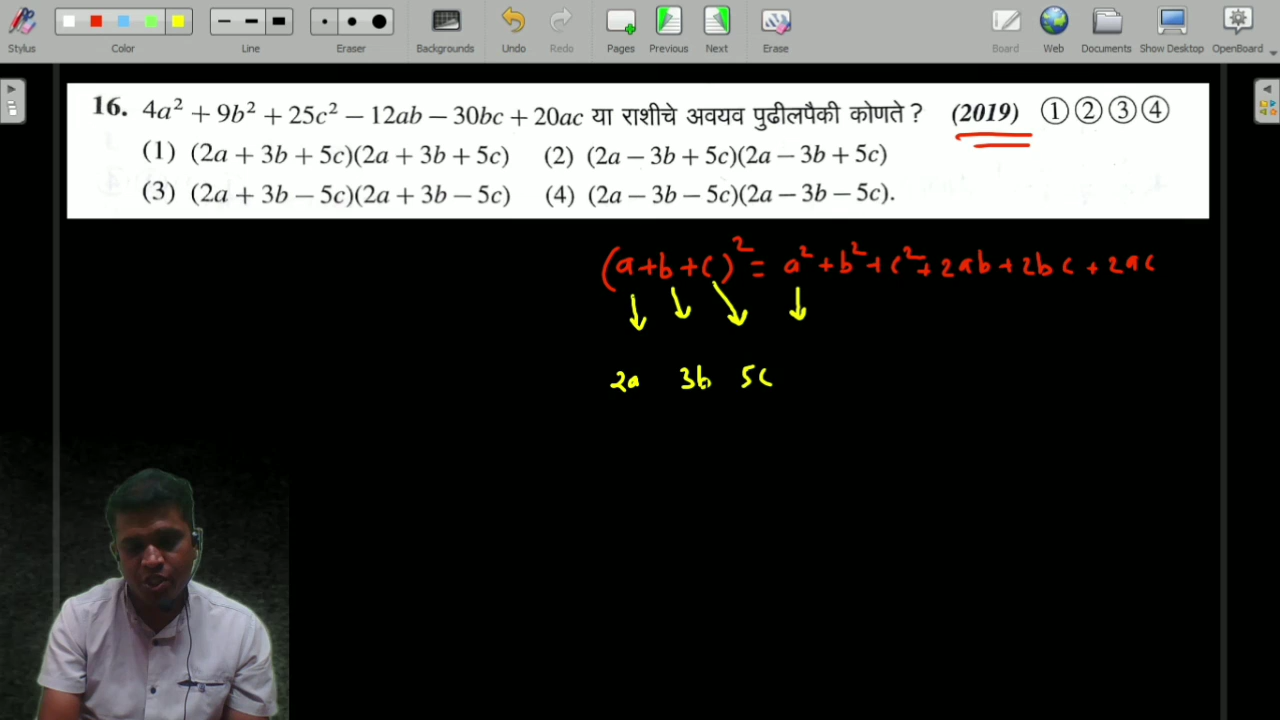 Stylus Color Line Eraser Backgrounds Undo Redo Pages Previous Next Erase Board Web Documents Show Desktop OpenBoard
16. 4a² + 9b² + 25c² – 12ab – 30bc + 20ac या राशीचे अवयव पुढीलपैकी कोणते ? (2019) ① ② ③ ④
(1) (2a + 3b + 5c)(2a + 3b + 5c) (2) (2a – 3b + 5c)(2a – 3b + 5c)
(3) (2a + 3b – 5c)(2a + 3b – 5c) (4) (2a – 3b – 5c)(2a – 3b – 5c).
(a+b+c)² = a²+b²+c²+2ab+2bc+2ac
2a 3b 5c